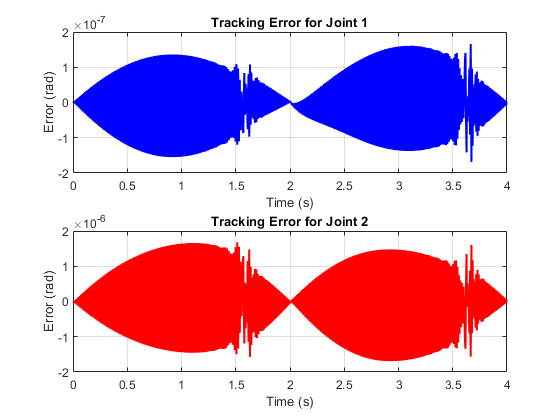 Tracking Error for Joint 1
×10^-7
2
1
0
-1
-2
Error (rad)
0 0.5 1 1.5 2 2.5 3 3.5 4
Time (s)
Tracking Error for Joint 2
×10^-6
2
1
0
-1
-2
Error (rad)
0 0.5 1 1.5 2 2.5 3 3.5 4
Time (s)